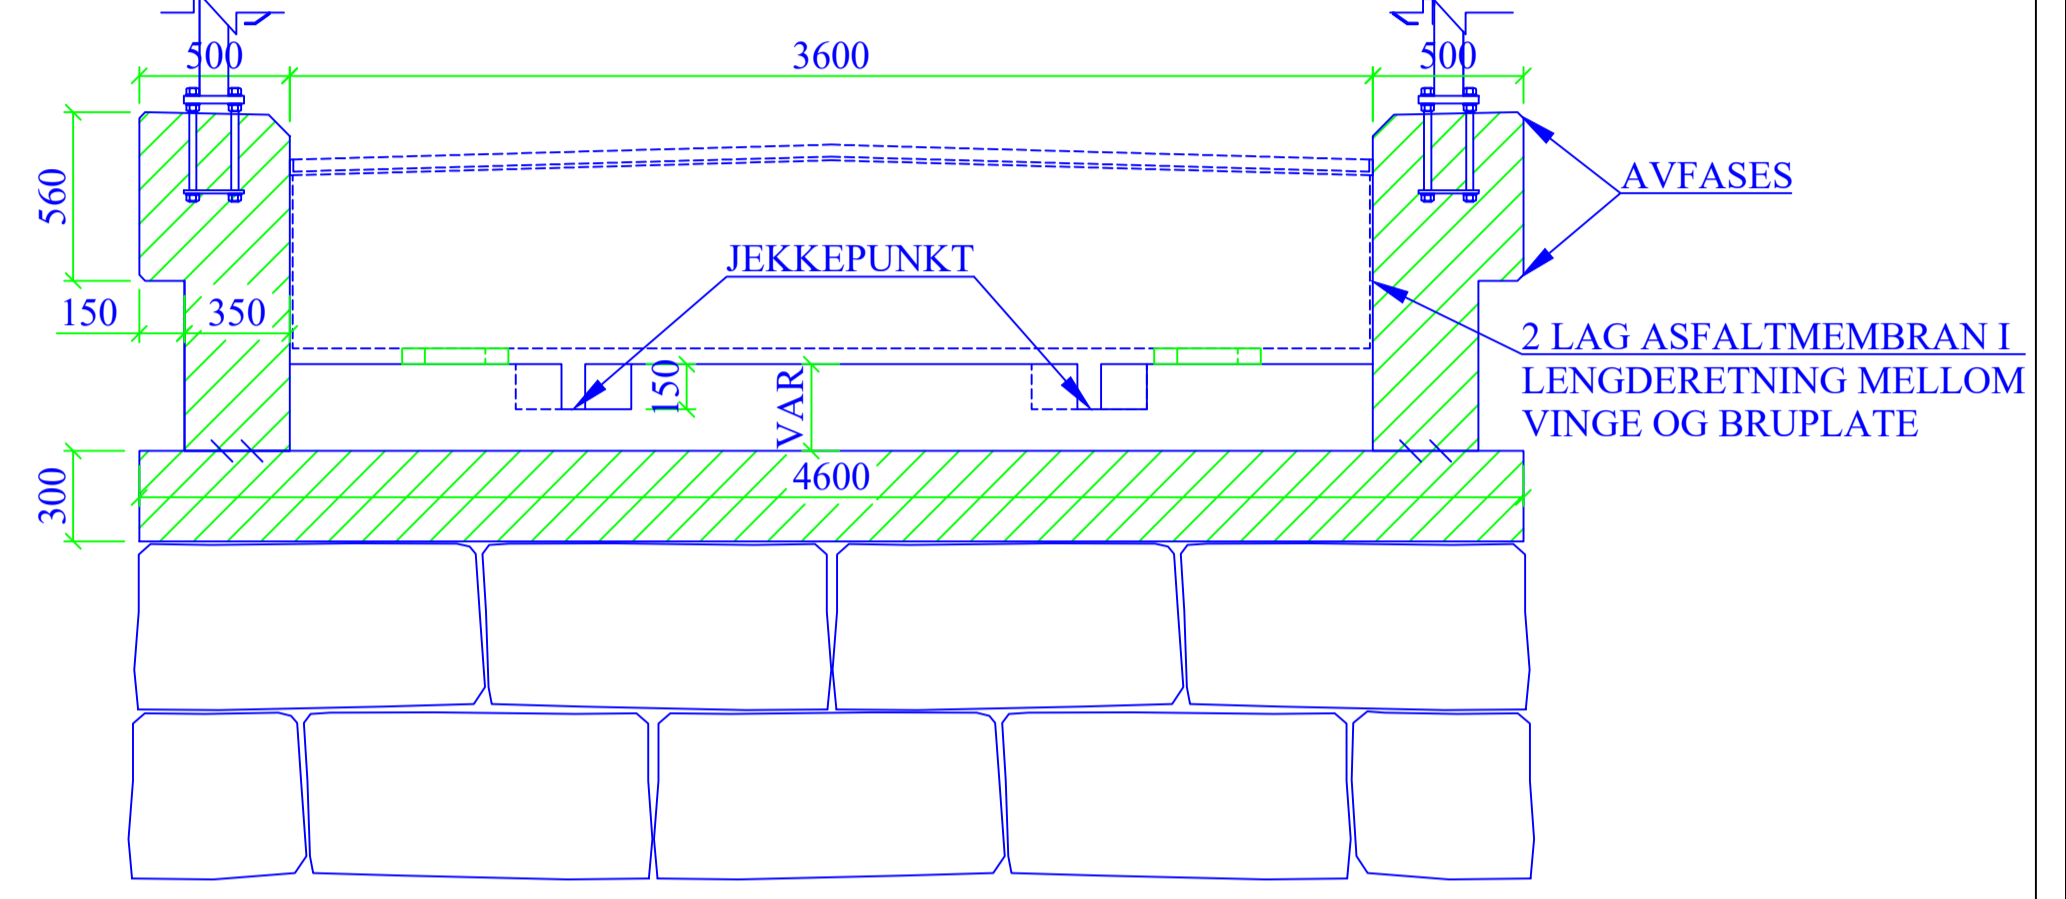 500
3600
500
560
AVFASES
JEKKEPUNKT
150
350
2 LAG ASFALTMEMBRAN I
LENGDERETNING MELLOM
VINGE OG BRUPLATE
150
VAR
4600
300